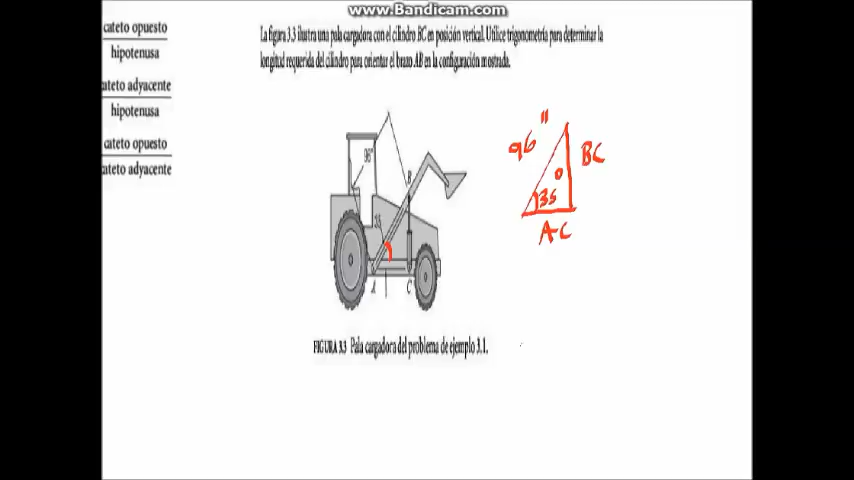 www.Bandicam.com
cateto opuesto
hipotenusa
ateto adyacente
hipotenusa
cateto opuesto
ateto adyacente
La figura 3.3 ilustra una pala cargadora con el cilindro BC en posición vertical. Utilice trigonometría para determinar la
longitud requerida del cilindro para orientar el brazo AB en la configuración mostrada.
96"
B
A
C
96"
BC
35°
AC
FIGURA 3.3 Pala cargadora del problema de ejemplo 3.1.